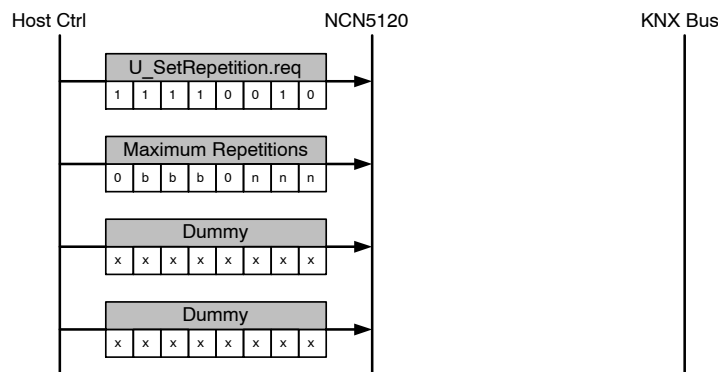 Host Ctrl NCN5120 KNX Bus
U_SetRepetition.req
1 1 1 1 0 0 1 0
Maximum Repetitions
0 b b b 0 n n n
Dummy
x x x x x x x x
Dummy
x x x x x x x x